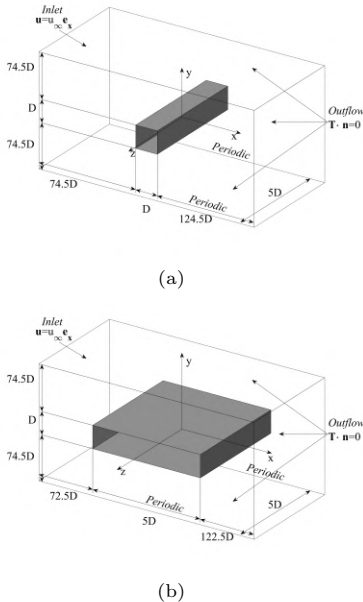 Inlet
u=u∞ex
74.5D
D
74.5D
y
x
z
Outflow
T· n=0
Periodic
5D
74.5D
D
Periodic
124.5D
(a)
Inlet
u=u∞ex
74.5D
D
74.5D
y
x
z
Outflow
T· n=0
Periodic
5D
72.5D
5D
Periodic
122.5D
(b)